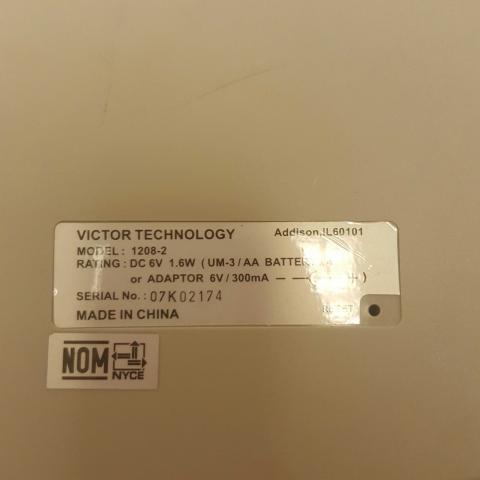 VICTOR TECHNOLOGY Addison, IL60101
MODEL: 1208-2
RATING: DC 6V 1.6W ( UM-3/AA BATTER
or ADAPTOR 6V/300mA )
SERIAL No.: 07K02174
MADE IN CHINA RESET
NOM NYCE